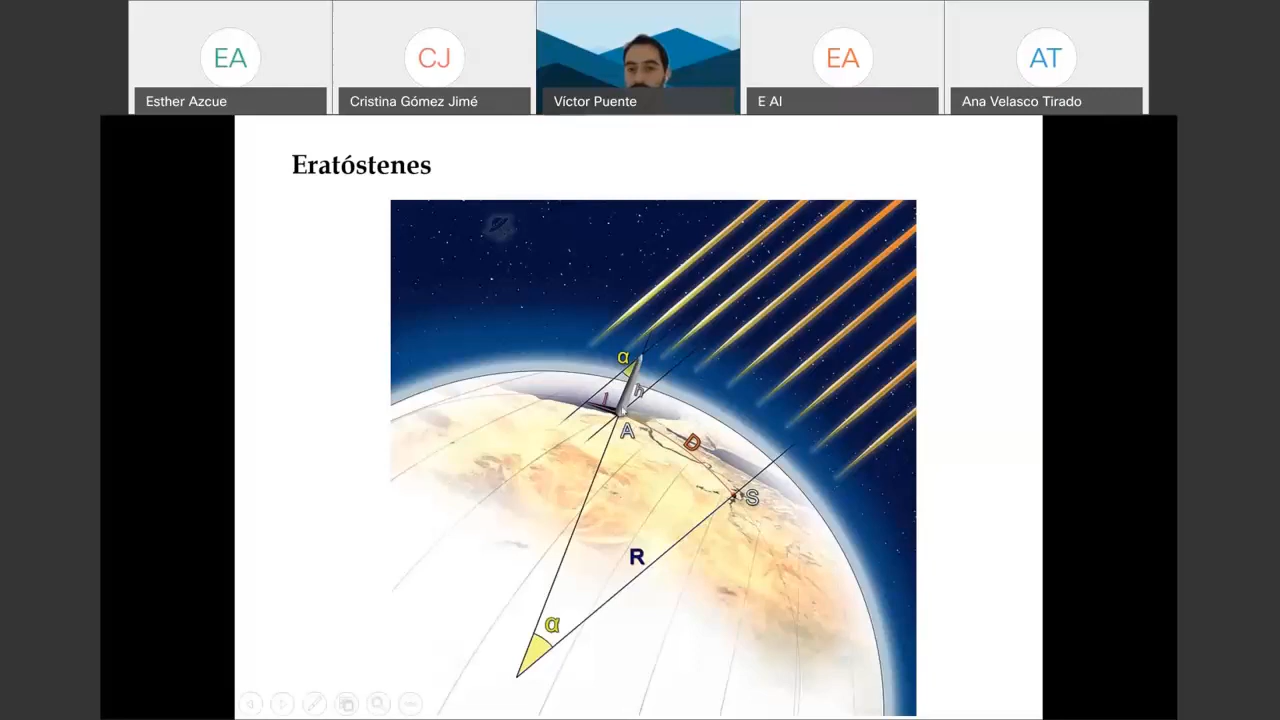 EA
Esther Azcue
CJ
Cristina Gómez Jimé
Víctor Puente
EA
E Al
AT
Ana Velasco Tirado
Eratóstenes
α
h
l
A
D
S
R
α